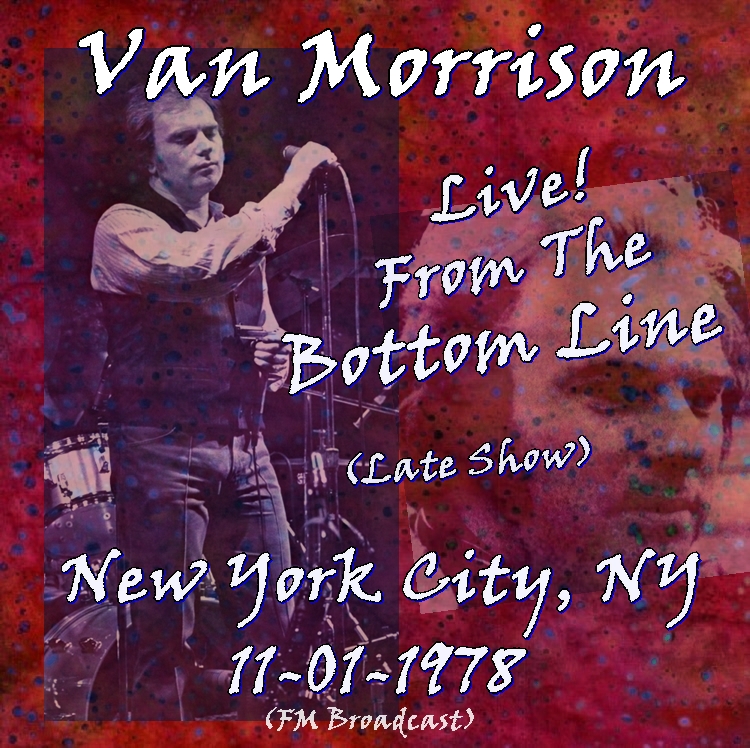 Van Morrison
Live!
From The
Bottom Line
(Late Show)
New York City, NY
11-01-1978
(FM Broadcast)